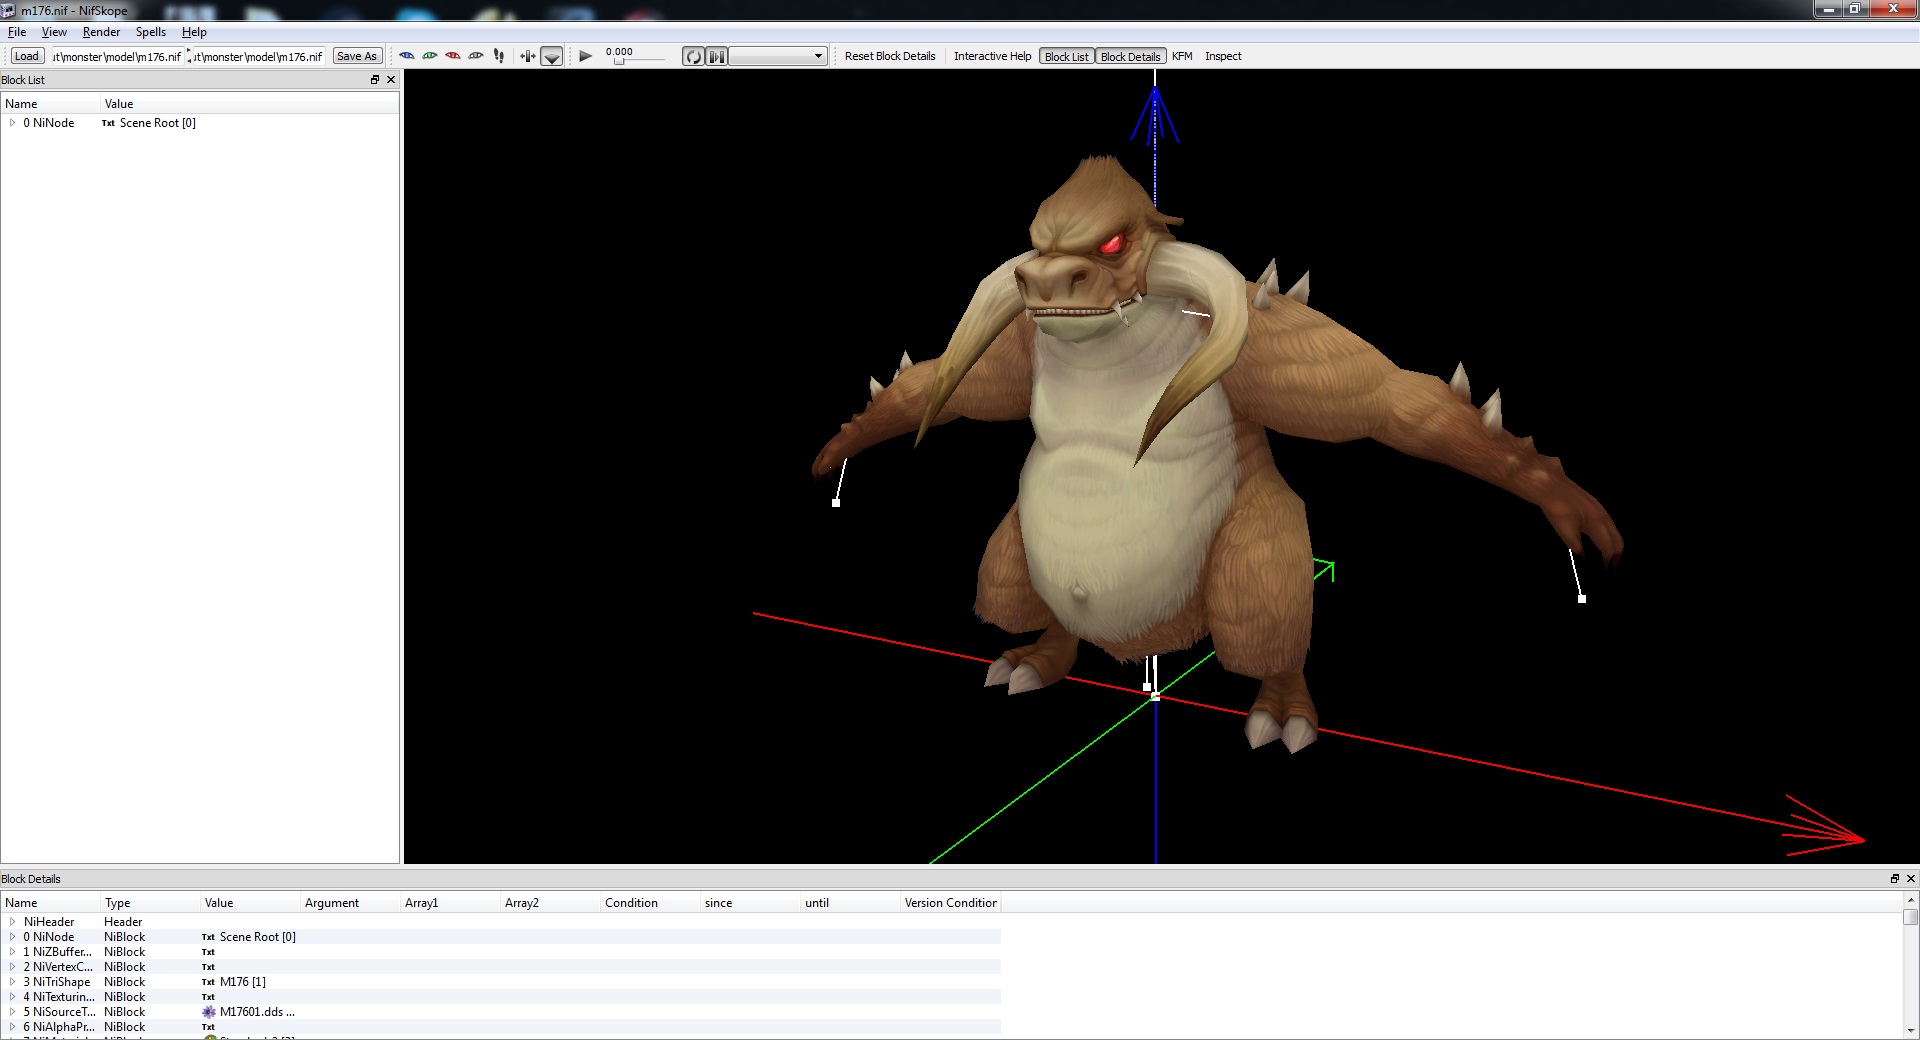 m176.nif - NifSkope
File View Render Spells Help
Load ıt\monster\model\m176.nif ıt\monster\model\m176.nif Save As 0.000 Reset Block Details Interactive Help Block List Block Details KFM Inspect
Block List
Name Value
0 NiNode Txt Scene Root [0]
Block Details
Name Type Value Argument Array1 Array2 Condition since until Version Condition
NiHeader Header
0 NiNode NiBlock Txt Scene Root [0]
1 NiZBuffer... NiBlock Txt
2 NiVertexC... NiBlock Txt
3 NiTriShape NiBlock Txt M176 [1]
4 NiTexturin... NiBlock Txt
5 NiSourceT... NiBlock M17601.dds ...
6 NiAlphaPr... NiBlock Txt